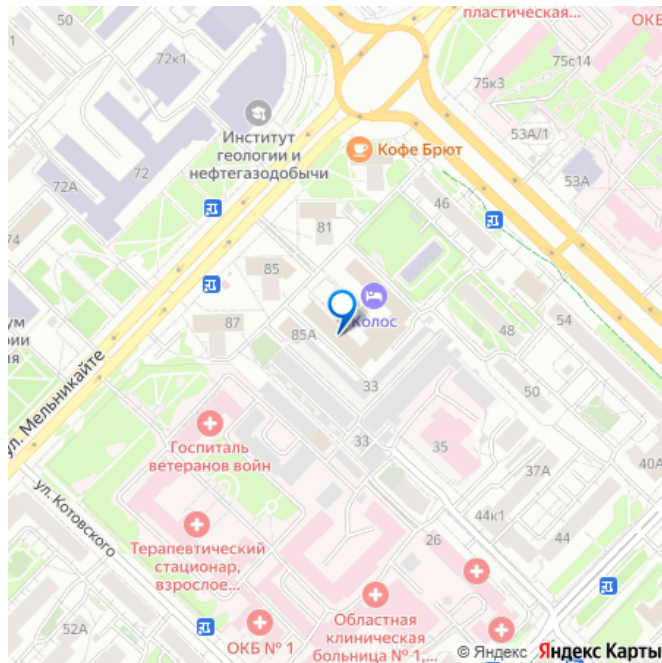 50
пластическая...
ОКБ
72к1
75с14
75к3
Институт
геологии и
нефтегазодобычи
Кофе Брют
53А/1
72А
72
53А
46
81
74
85
ум
рии
ия
87
85А
Колос
48
54
33
50
ул. Мельникайте
Госпиталь
ветеранов войн
33
35
37А
40А
ул. Котовского
44к1
Терапевтический
стационар,
взрослое...
26
44
52А
ОКБ № 1
Областная
клиническая
больница № 1,...
© Яндекс Яндекс Карты